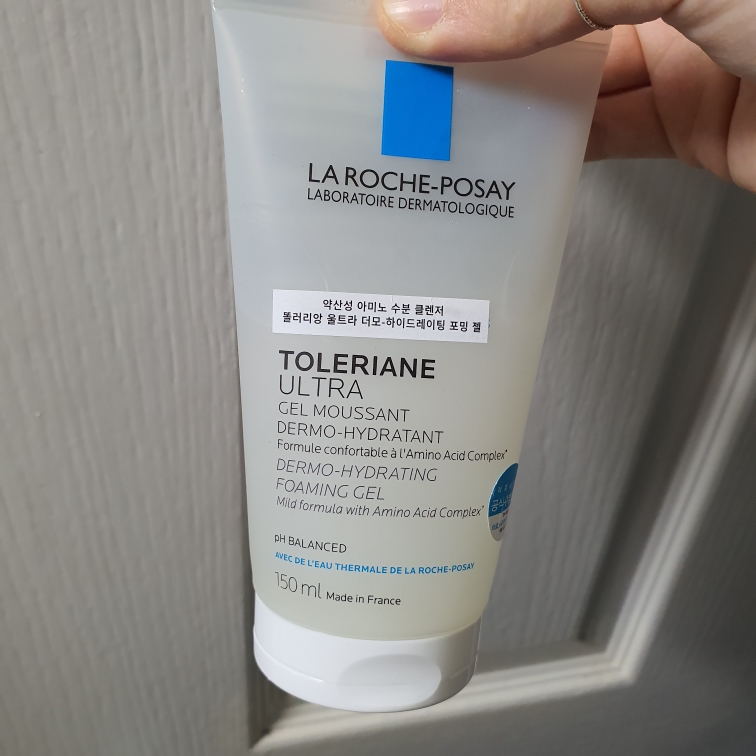 LA ROCHE-POSAY
LABORATOIRE DERMATOLOGIQUE
약산성 아미노 수분 클렌저
똘러리앙 울트라 더모-하이드레이팅 포밍 젤
TOLERIANE
ULTRA
GEL MOUSSANT
DERMO-HYDRATANT
Formule confortable à l'Amino Acid Complex*
DERMO-HYDRATING
FOAMING GEL
Mild formula with Amino Acid Complex*
pH BALANCED
AVEC DE L'EAU THERMALE DE LA ROCHE-POSAY
150 ml Made in France